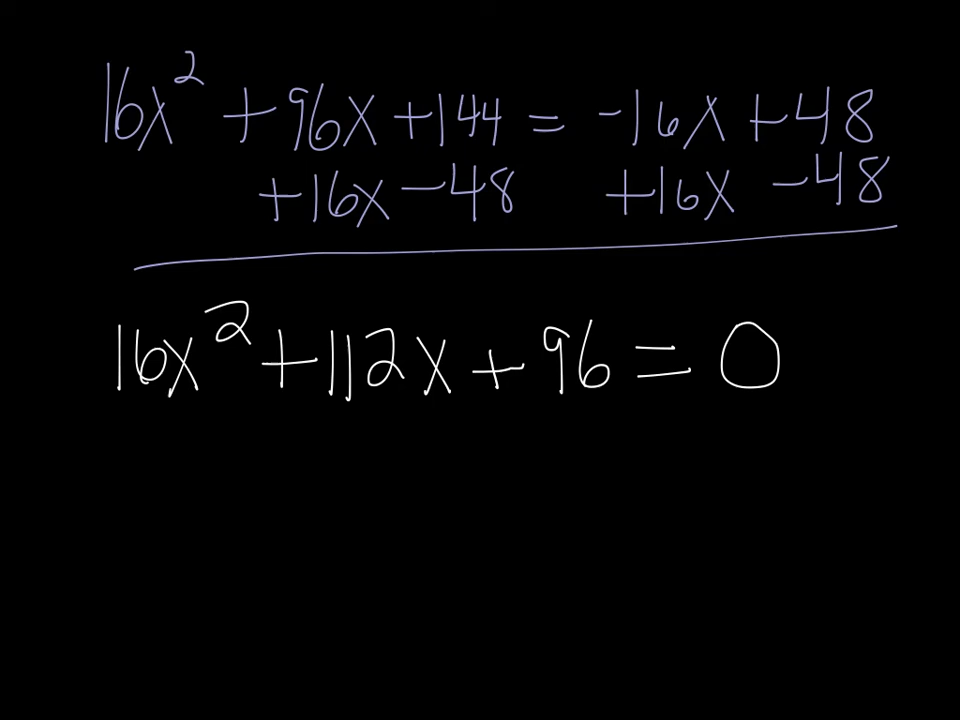 16x² + 96x + 144 = -16x + 48
+16x - 48 +16x - 48
16x² + 112x + 96 = 0